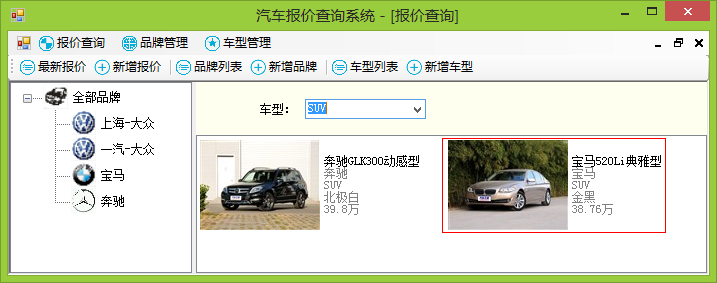 汽车报价查询系统 - [报价查询]
报价查询 品牌管理 车型管理
最新报价 新增报价 品牌列表 新增品牌 车型列表 新增车型
全部品牌
上海-大众
一汽-大众
宝马
奔驰
车型： SUV
奔驰GLK300动感型
奔驰
SUV
北极白
39.8万
宝马520Li典雅型
宝马
SUV
金黑
38.76万